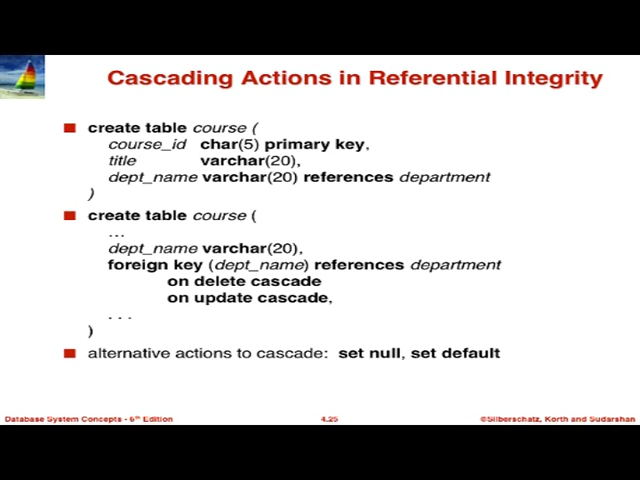 Cascading Actions in Referential Integrity
create table course (
course_id char(5) primary key,
title varchar(20),
dept_name varchar(20) references department
)
create table course (
…
dept_name varchar(20),
foreign key (dept_name) references department
on delete cascade
on update cascade,
. . .
)
alternative actions to cascade: set null, set default
Database System Concepts - 6th Edition
4.25
©Silberschatz, Korth and Sudarshan